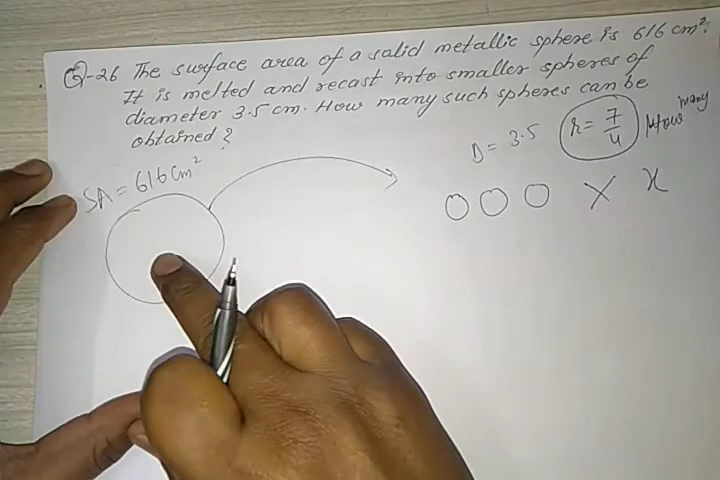 Q-26 The surface area of a solid metallic sphere is 616 cm².
It is melted and recast into smaller spheres of
diameter 3.5 cm. How many such spheres can be
obtained ?
D = 3.5 r = 7/4 How many
SA = 616 cm²
x x